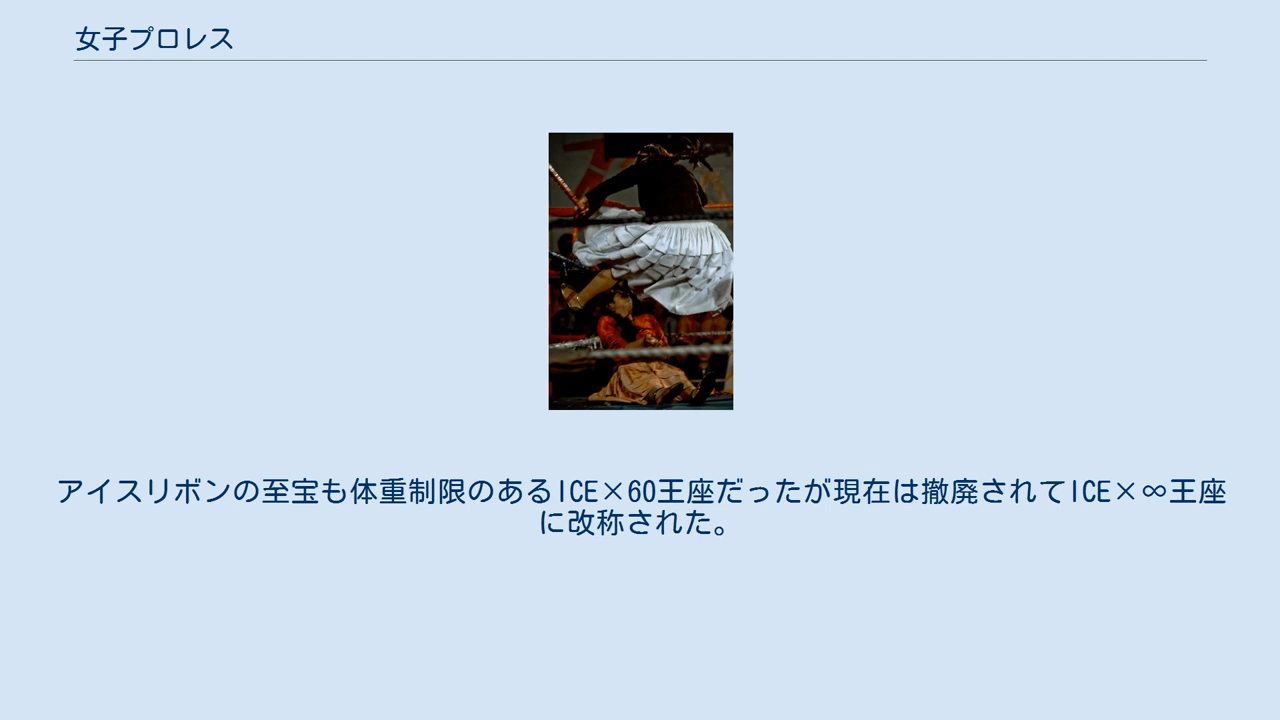 女子プロレス
アイスリボンの至宝も体重制限のあるICE×60王座だったが現在は撤廃されてICE×∞王座
に改称された。